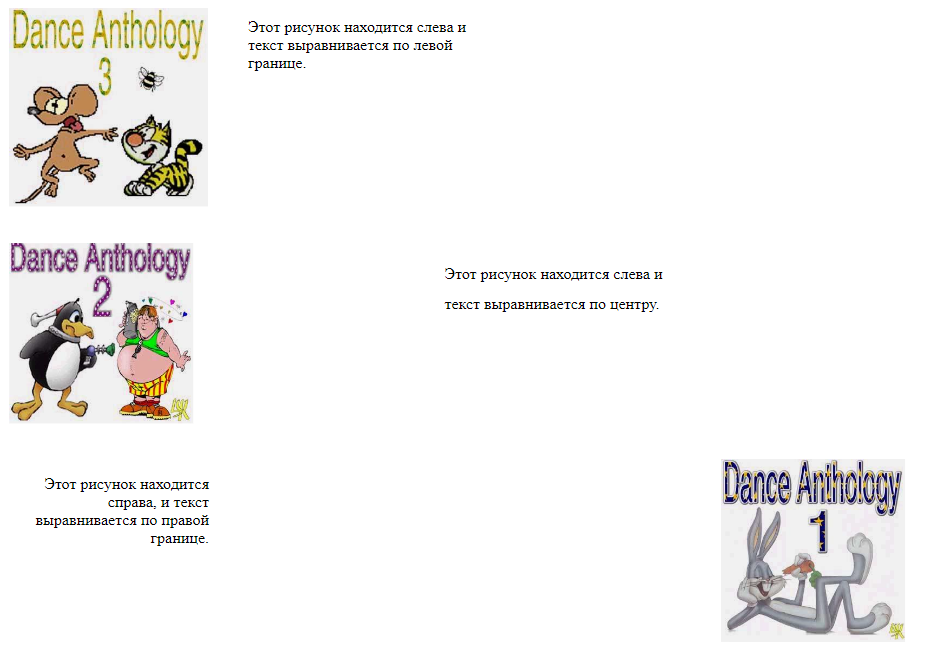 Dance Anthology
3
Этот рисунок находится слева и
текст выравнивается по левой
границе.
Dance Anthology
2
Этот рисунок находится слева и
текст выравнивается по центру.
Этот рисунок находится
справа, и текст
выравнивается по правой
границе.
Dance Anthology
1